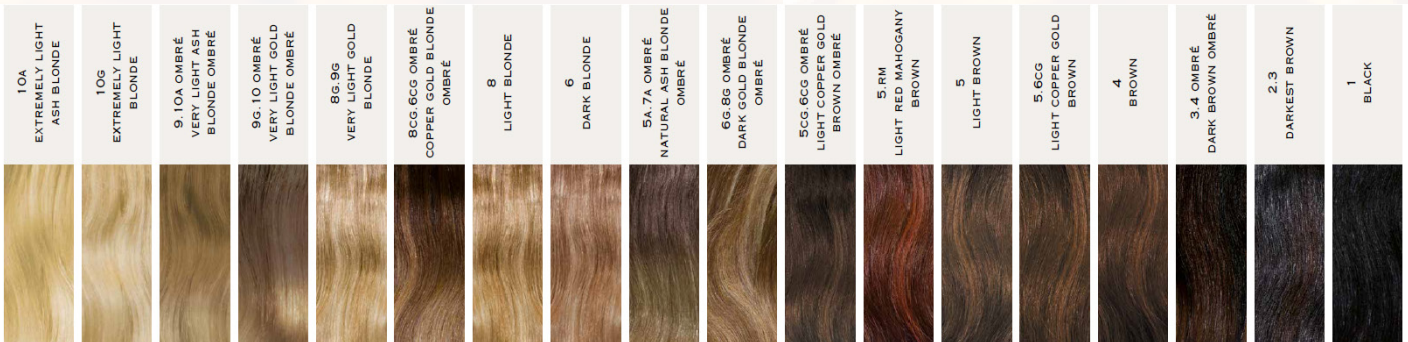 10A
EXTREMELY LIGHT
ASH BLONDE
10G
EXTREMELY LIGHT
BLONDE
9.10A OMBRÉ
VERY LIGHT ASH
BLONDE OMBRÉ
9G.10 OMBRÉ
VERY LIGHT GOLD
BLONDE OMBRÉ
8G.9G
VERY LIGHT GOLD
BLONDE
8CG.6CG OMBRÉ
COPPER GOLD BLONDE
OMBRÉ
8
LIGHT BLONDE
6
DARK BLONDE
5A.7A OMBRÉ
NATURAL ASH BLONDE
OMBRÉ
6G.8G OMBRÉ
DARK GOLD BLONDE
OMBRÉ
5CG.6CG OMBRÉ
LIGHT COPPER GOLD
BROWN OMBRÉ
5.RM
LIGHT RED MAHOGANY
BROWN
5
LIGHT BROWN
5.6CG
LIGHT COPPER GOLD
BROWN
4
BROWN
3.4 OMBRÉ
DARK BROWN OMBRÉ
2.3
DARKEST BROWN
1
BLACK